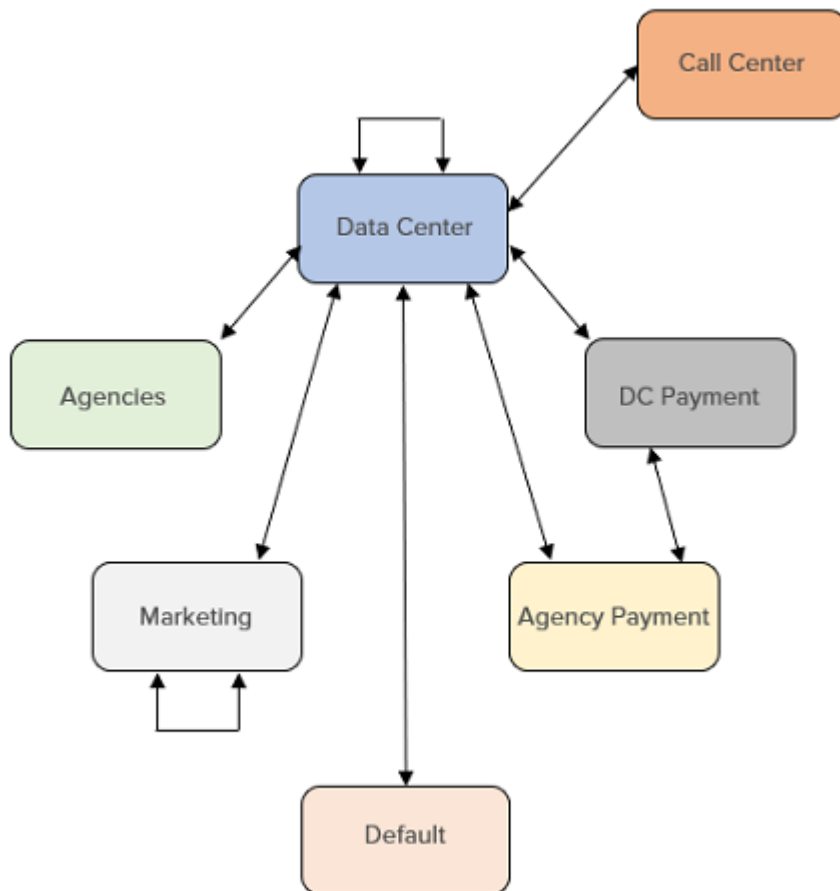 Call Center
Data Center
Agencies
DC Payment
Marketing
Agency Payment
Default